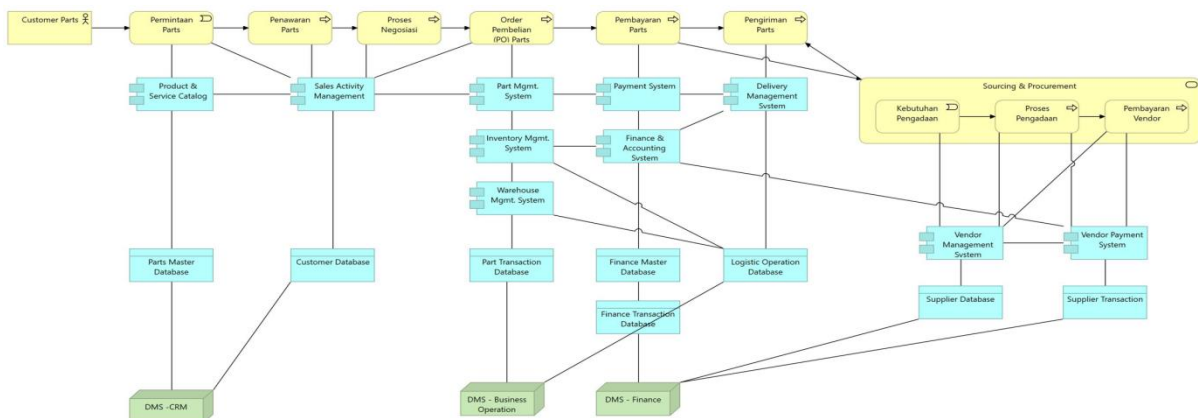 Customer Parts
Permintaan
Parts
Penawaran
Parts
Proses
Negosiasi
Order
Pembelian
(PO) Parts
Pembayaran
Parts
Pengiriman
Parts
Product &
Service Catalog
Sales Activity
Management
Part Mgmt.
System
Payment System
Delivery
Management
System
Sourcing & Procurement
Kebutuhan
Pengadaan
Proses
Pengadaan
Pembayaran
Vendor
Inventory Mgmt.
System
Finance &
Accounting
System
Warehouse
Mgmt. System
Vendor
Management
System
Vendor Payment
System
Parts Master
Database
Customer Database
Part Transaction
Database
Finance Master
Database
Logistic Operation
Database
Supplier Database
Supplier Transaction
Finance Transaction
Database
DMS -CRM
DMS - Business
Operation
DMS - Finance